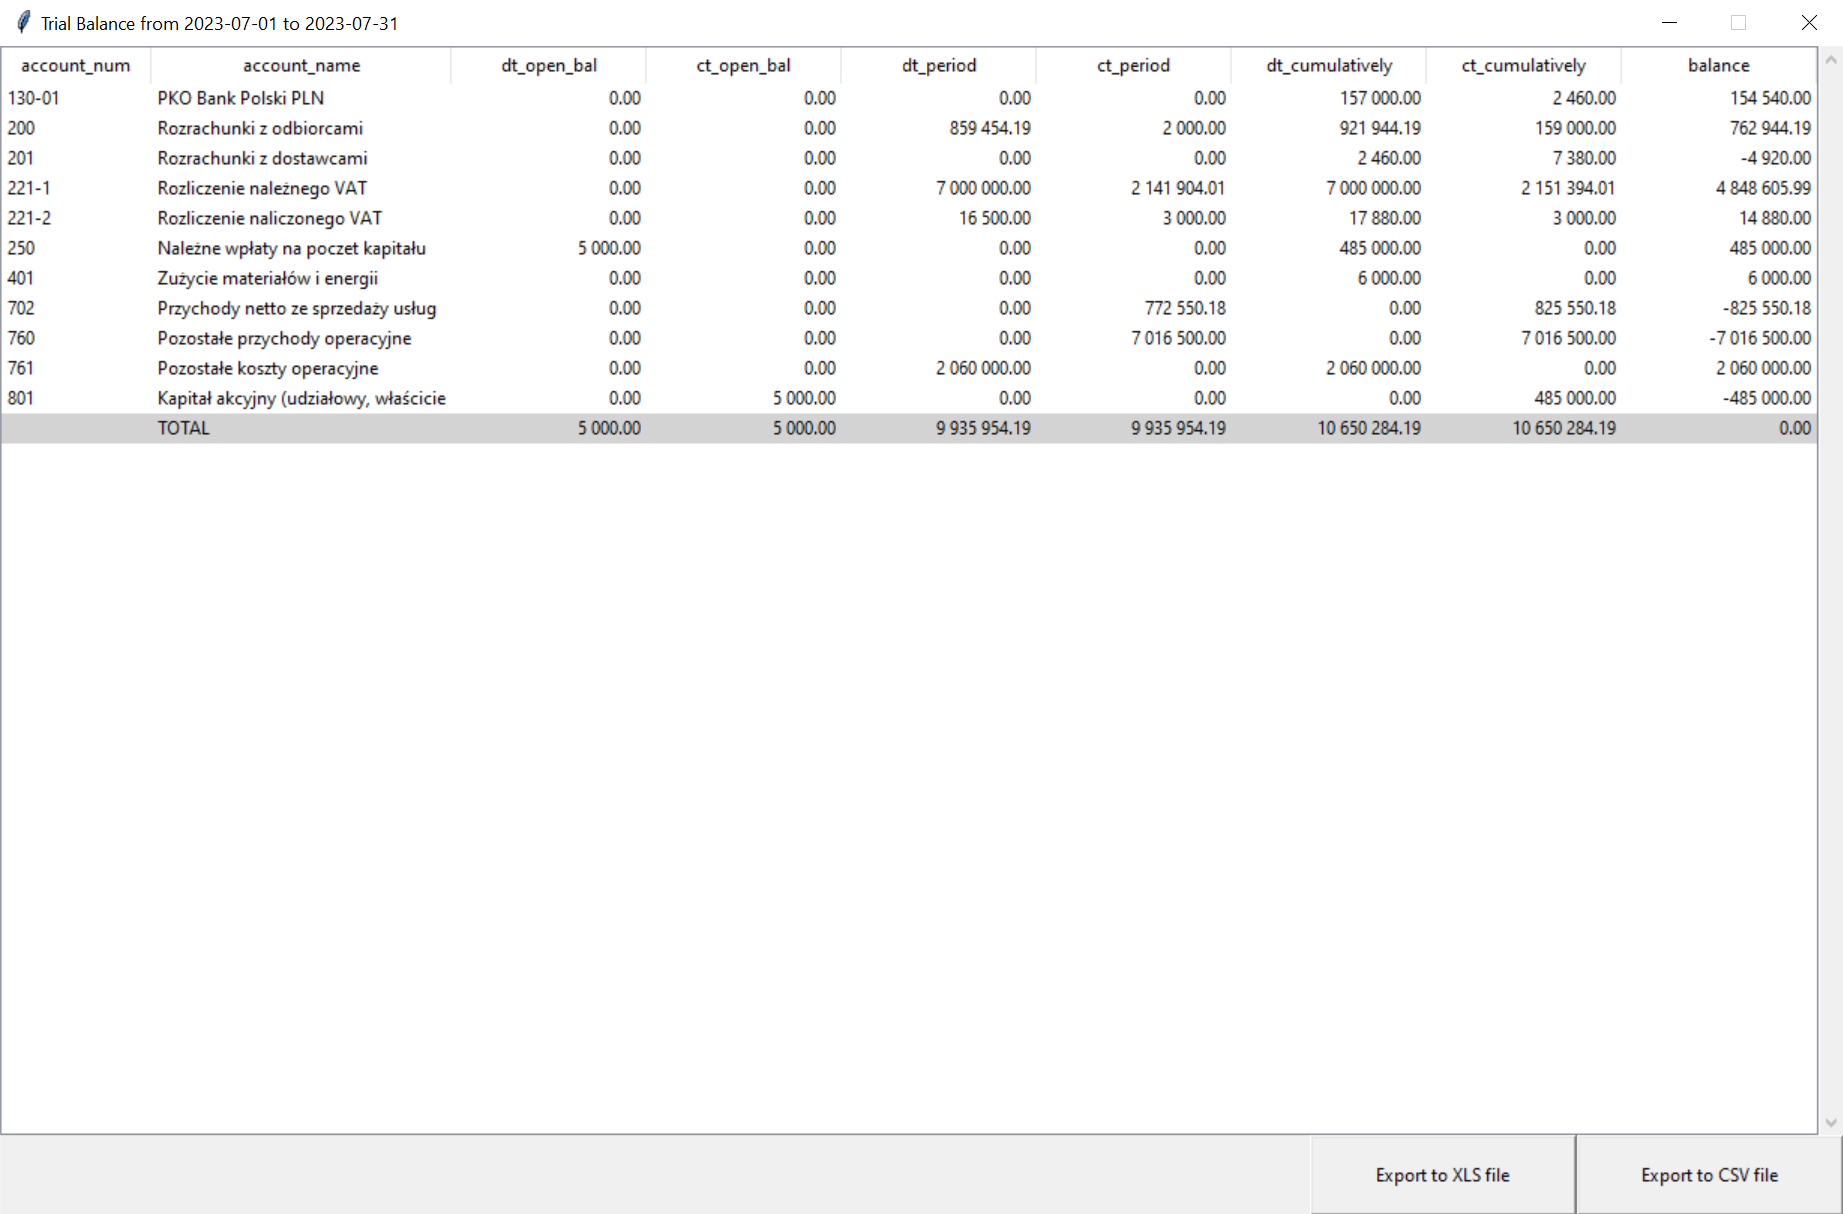 Trial Balance from 2023-07-01 to 2023-07-31
account_num account_name dt_open_bal ct_open_bal dt_period ct_period dt_cumulatively ct_cumulatively balance
130-01 PKO Bank Polski PLN 0.00 0.00 0.00 0.00 157 000.00 2 460.00 154 540.00
200 Rozrachunki z odbiorcami 0.00 0.00 859 454.19 2 000.00 921 944.19 159 000.00 762 944.19
201 Rozrachunki z dostawcami 0.00 0.00 0.00 0.00 2 460.00 7 380.00 -4 920.00
221-1 Rozliczenie należnego VAT 0.00 0.00 7 000 000.00 2 141 904.01 7 000 000.00 2 151 394.01 4 848 605.99
221-2 Rozliczenie naliczonego VAT 0.00 0.00 16 500.00 3 000.00 17 880.00 3 000.00 14 880.00
250 Należne wpłaty na poczet kapitału 5 000.00 0.00 0.00 0.00 485 000.00 0.00 485 000.00
401 Zużycie materiałów i energii 0.00 0.00 0.00 0.00 6 000.00 0.00 6 000.00
702 Przychody netto ze sprzedaży usług 0.00 0.00 0.00 772 550.18 0.00 825 550.18 -825 550.18
760 Pozostałe przychody operacyjne 0.00 0.00 0.00 7 016 500.00 0.00 7 016 500.00 -7 016 500.00
761 Pozostałe koszty operacyjne 0.00 0.00 2 060 000.00 0.00 2 060 000.00 0.00 2 060 000.00
801 Kapitał akcyjny (udziałowy, właścicie 0.00 5 000.00 0.00 0.00 0.00 485 000.00 -485 000.00
TOTAL 5 000.00 5 000.00 9 935 954.19 9 935 954.19 10 650 284.19 10 650 284.19 0.00
Export to XLS file Export to CSV file